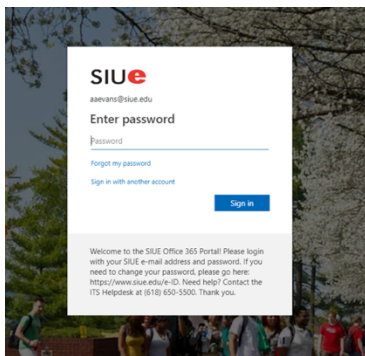 SIUe
aaevans@siue.edu
Enter password
Password
Forgot my password
Sign in with another account
Sign in
Welcome to the SIUE Office 365 Portal! Please login
with your SIUE e-mail address and password. If you
need to change your password, please go here:
https://www.siue.edu/e-ID. Need help? Contact the
ITS Helpdesk at (618) 650-5500. Thank you.